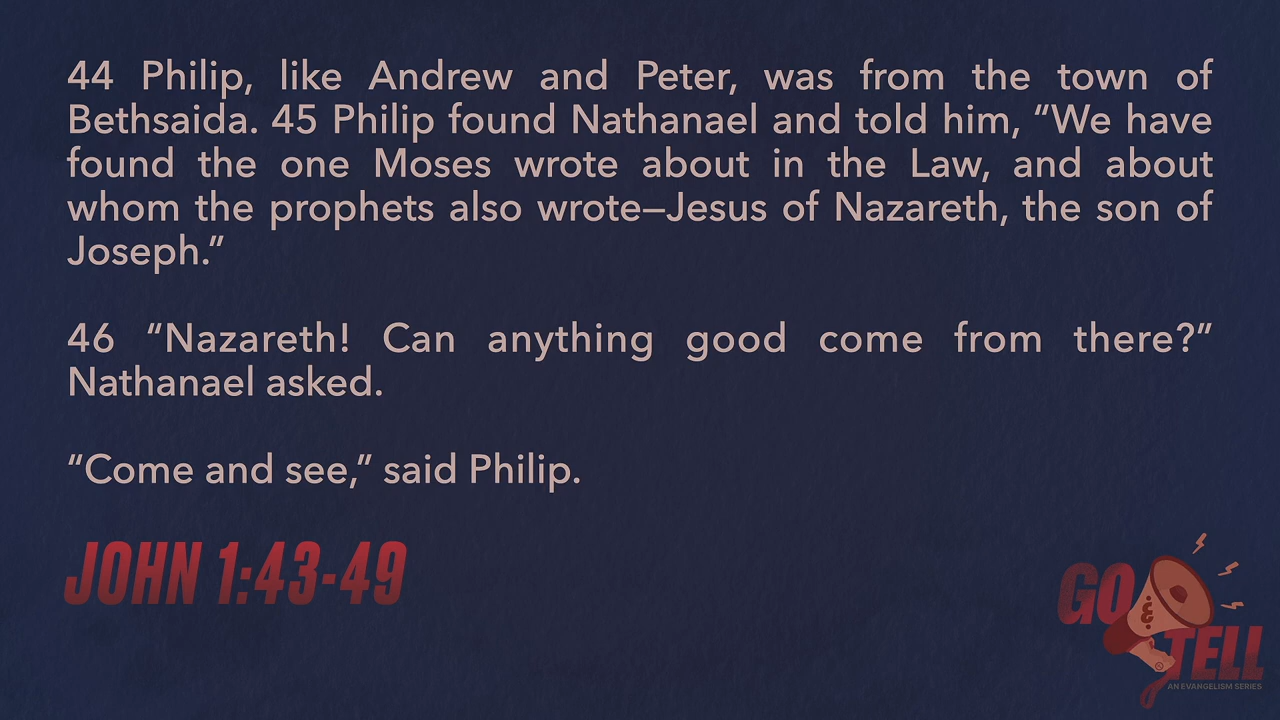 44 Philip, like Andrew and Peter, was from the town of
Bethsaida. 45 Philip found Nathanael and told him, “We have
found the one Moses wrote about in the Law, and about
whom the prophets also wrote—Jesus of Nazareth, the son of
Joseph.”
46 “Nazareth! Can anything good come from there?”
Nathanael asked.
“Come and see,” said Philip.
JOHN 1:43-49
GO
&
TELL
AN EVANGELISM SERIES